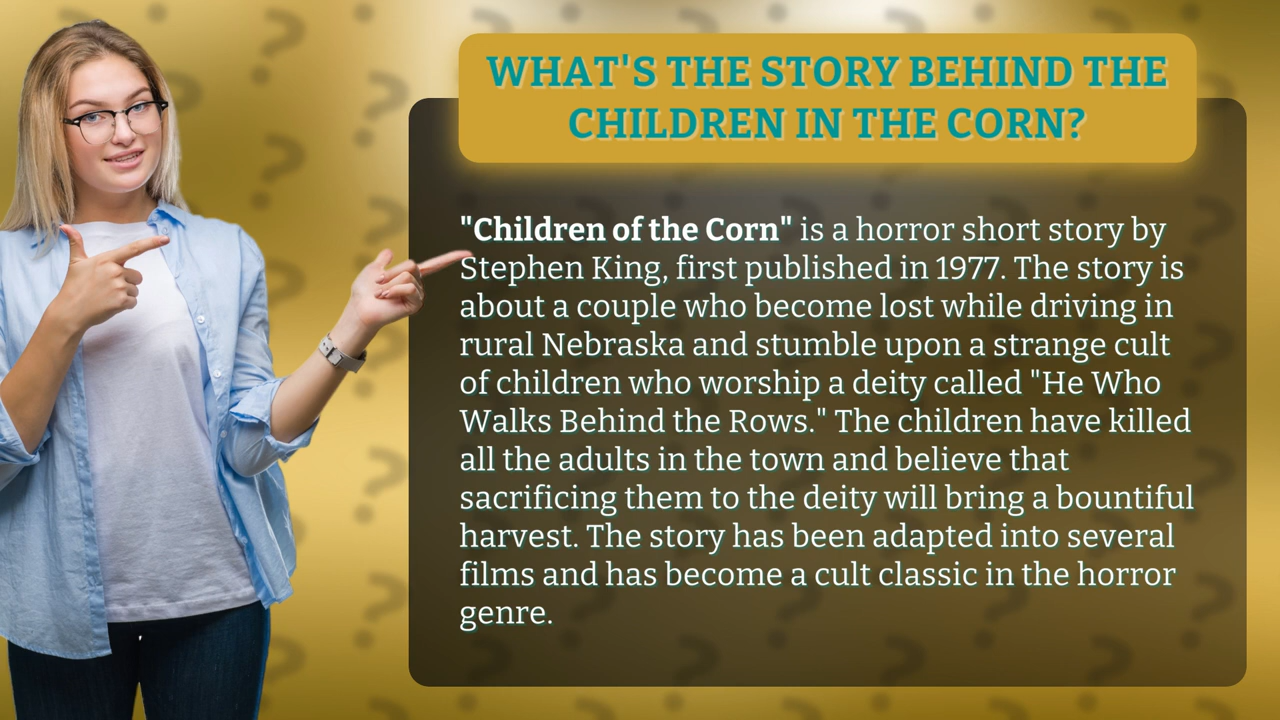 WHAT'S THE STORY BEHIND THE
CHILDREN IN THE CORN?
"Children of the Corn" is a horror short story by
Stephen King, first published in 1977. The story is
about a couple who become lost while driving in
rural Nebraska and stumble upon a strange cult
of children who worship a deity called "He Who
Walks Behind the Rows." The children have killed
all the adults in the town and believe that
sacrificing them to the deity will bring a bountiful
harvest. The story has been adapted into several
films and has become a cult classic in the horror
genre.